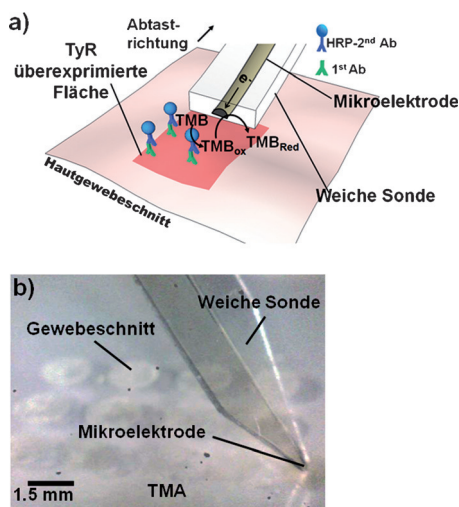 a)
Abtast-
richtung
HRP-2nd Ab
1st Ab
TyR
überexprimierte
Fläche
e-
Mikroelektrode
TMB
TMBox
TMBRed
Weiche Sonde
Hautgewebeschnitt
b)
Weiche Sonde
Gewebeschnitt
Mikroelektrode
1.5 mm
TMA